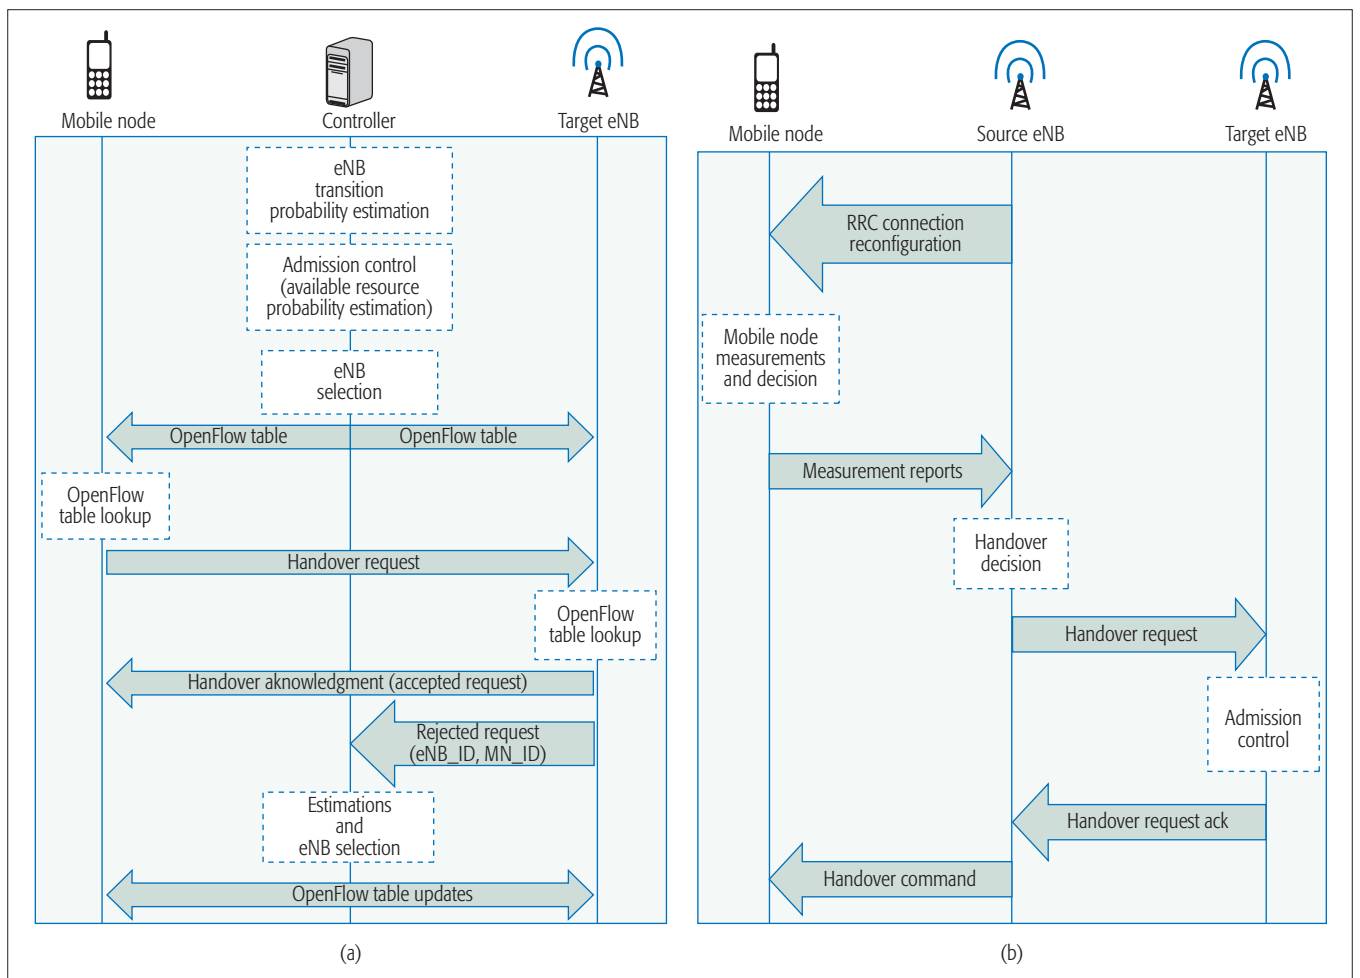 Mobile node
Controller
Target eNB
eNB
transition
probability estimation
Admission control
(available resource
probability estimation)
eNB
selection
OpenFlow table
OpenFlow table
OpenFlow
table lookup
Handover request
OpenFlow
table lookup
Handover aknowledgment (accepted request)
Rejected request
(eNB_ID, MN_ID)
Estimations
and
eNB selection
OpenFlow table updates
(a)
Mobile node
Source eNB
Target eNB
RRC connection
reconfiguration
Mobile node
measurements
and decision
Measurement reports
Handover
decision
Handover request
Admission
control
Handover request ack
Handover command
(b)